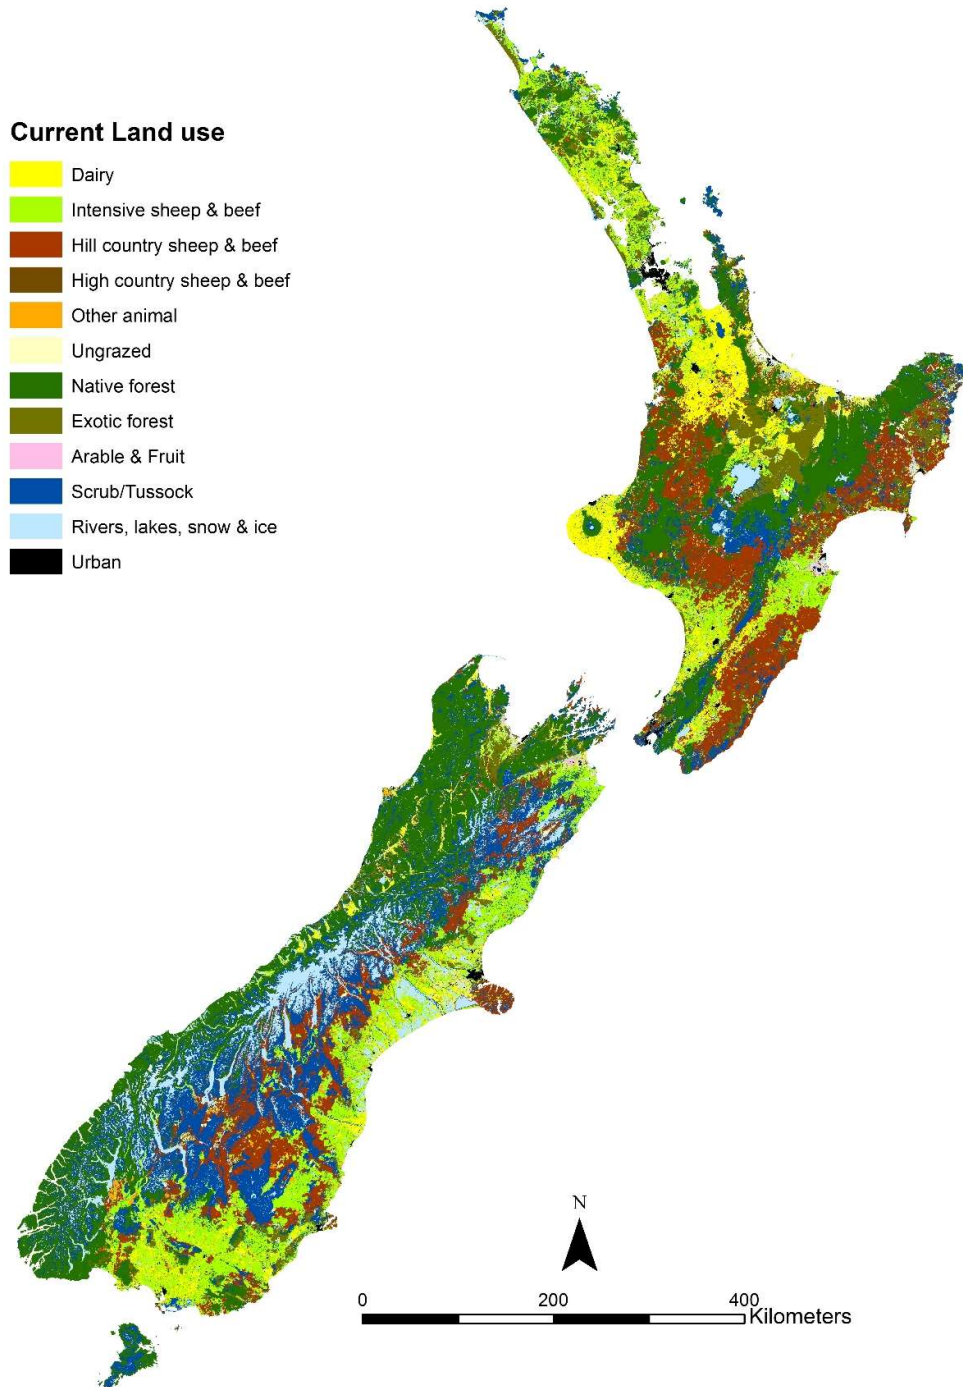 Current Land use
Dairy
Intensive sheep & beef
Hill country sheep & beef
High country sheep & beef
Other animal
Ungrazed
Native forest
Exotic forest
Arable & Fruit
Scrub/Tussock
Rivers, lakes, snow & ice
Urban
N
0 200 400
Kilometers